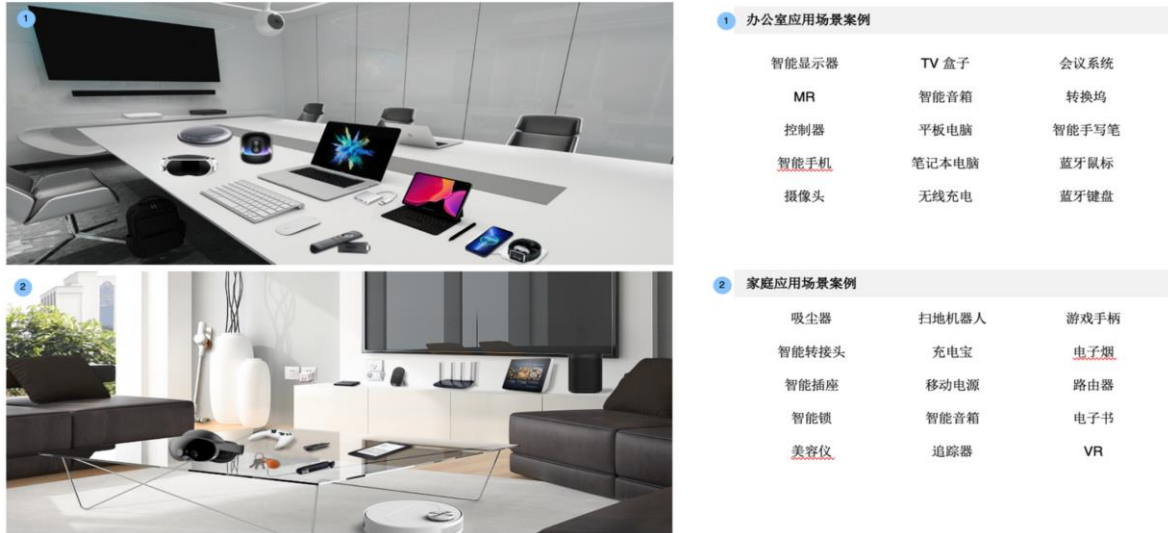 1
1 办公室应用场景案例
智能显示器 TV 盒子 会议系统
MR 智能音箱 转换坞
控制器 平板电脑 智能手写笔
智能手机 笔记本电脑 蓝牙鼠标
摄像头 无线充电 蓝牙键盘
2
2 家庭应用场景案例
吸尘器 扫地机器人 游戏手柄
智能转接头 充电宝 电子烟
智能插座 移动电源 路由器
智能锁 智能音箱 电子书
美容仪 追踪器 VR